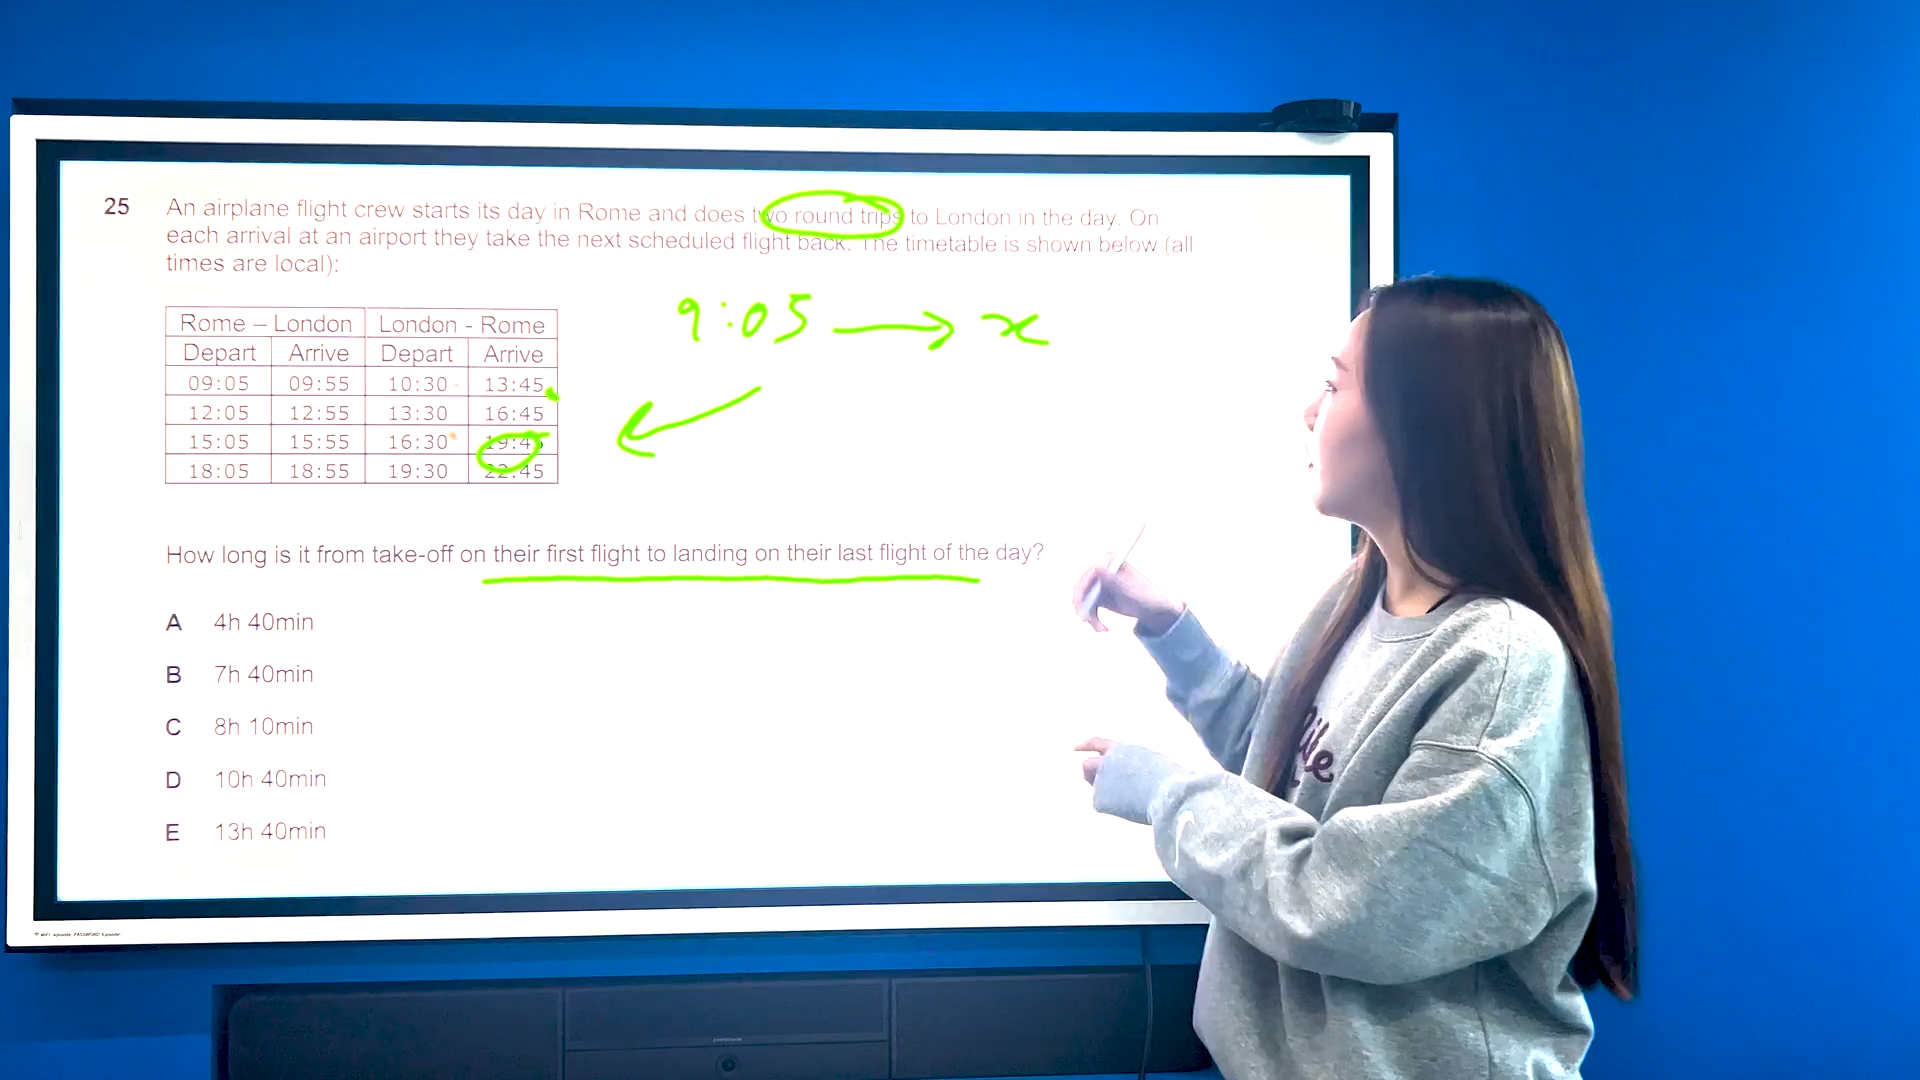 25 An airplane flight crew starts its day in Rome and does two round trips to London in the day. On
each arrival at an airport they take the next scheduled flight back. The timetable is shown below (all
times are local):
9:05 → x
Rome – London London - Rome
Depart Arrive Depart Arrive
09:05 09:55 10:30 13:45
12:05 12:55 13:30 16:45
15:05 15:55 16:30 19:45
18:05 18:55 19:30 22:45
How long is it from take-off on their first flight to landing on their last flight of the day?
A 4h 40min
B 7h 40min
C 8h 10min
D 10h 40min
E 13h 40min